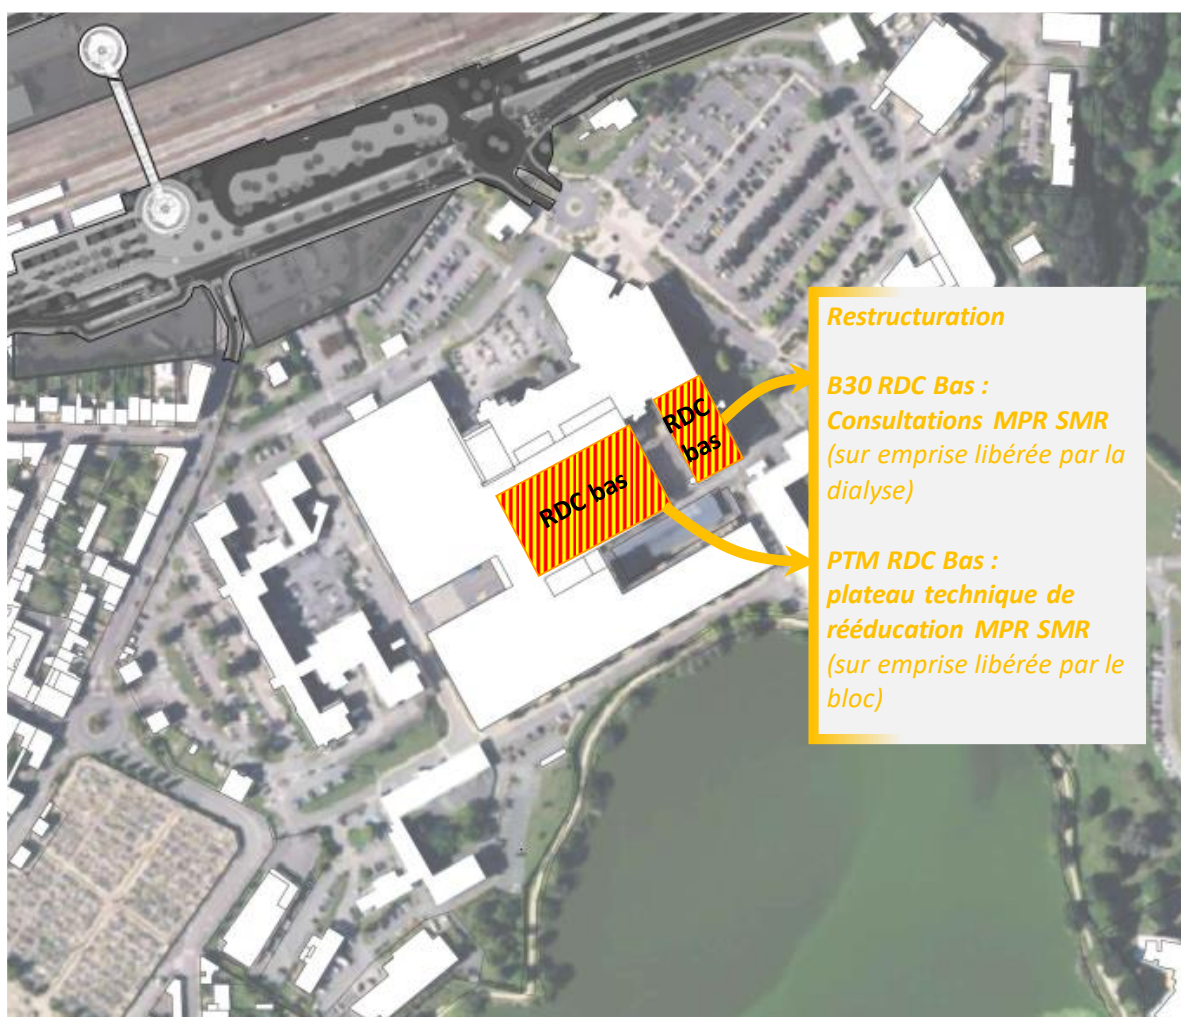 Restructuration
B30 RDC Bas :
Consultations MPR SMR
(sur emprise libérée par la
dialyse)
PTM RDC Bas :
plateau technique de
rééducation MPR SMR
(sur emprise libérée par le
bloc)
RDC
bas
RDC bas